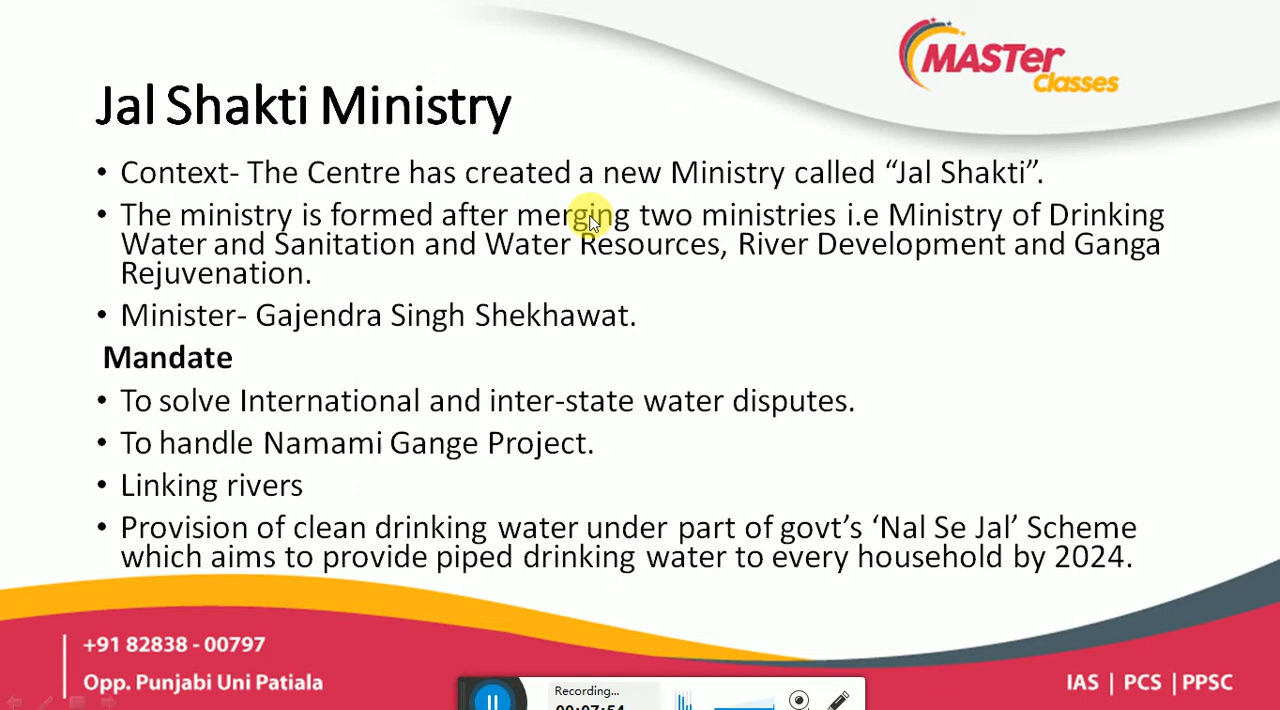 MASTer
Classes
Jal Shakti Ministry
• Context- The Centre has created a new Ministry called “Jal Shakti”.
• The ministry is formed after merging two ministries i.e Ministry of Drinking
Water and Sanitation and Water Resources, River Development and Ganga
Rejuvenation.
• Minister- Gajendra Singh Shekhawat.
Mandate
• To solve International and inter-state water disputes.
• To handle Namami Gange Project.
• Linking rivers
• Provision of clean drinking water under part of govt’s ‘Nal Se Jal’ Scheme
which aims to provide piped drinking water to every household by 2024.
+91 82838 - 00797
Opp. Punjabi Uni Patiala
IAS | PCS | PPSC
Recording...
00:07:54